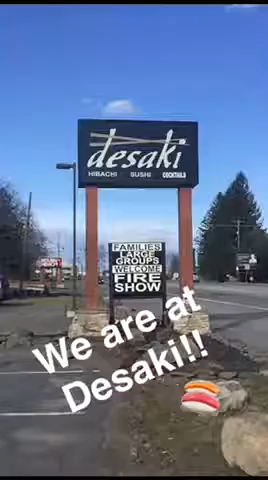 desaki
HIBACHI SUSHI COCKTAILS
FAMILIES
LARGE
GROUPS
WELCOME
FIRE
SHOW
We are at
Desaki!!